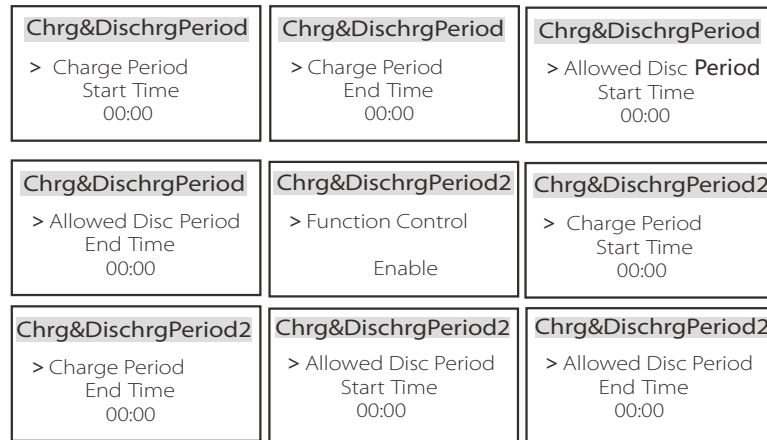 Chrg&DischrgPeriod
> Charge Period
Start Time
00:00
Chrg&DischrgPeriod
> Charge Period
End Time
00:00
Chrg&DischrgPeriod
> Allowed Disc Period
Start Time
00:00
Chrg&DischrgPeriod
> Allowed Disc Period
End Time
00:00
Chrg&DischrgPeriod2
> Function Control
Enable
Chrg&DischrgPeriod2
> Charge Period
Start Time
00:00
Chrg&DischrgPeriod2
> Charge Period
End Time
00:00
Chrg&DischrgPeriod2
> Allowed Disc Period
Start Time
00:00
Chrg&DischrgPeriod2
> Allowed Disc Period
End Time
00:00